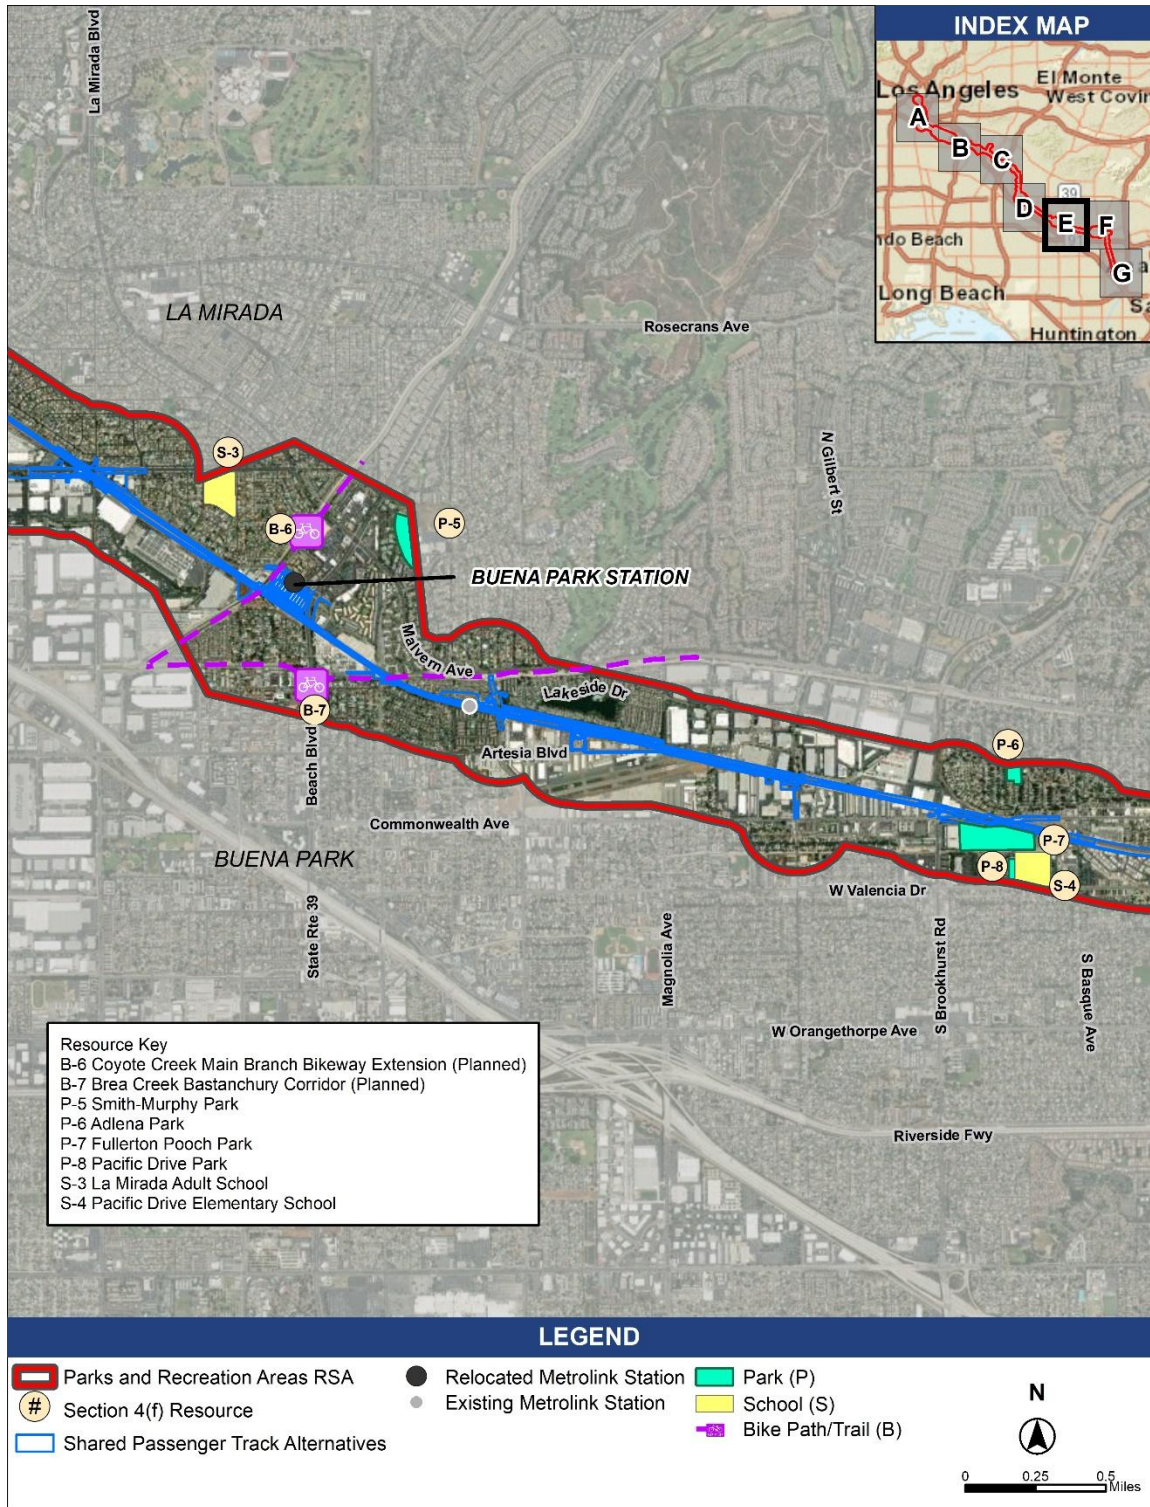 La Mirada Blvd
INDEX MAP
El Monte
Los Angeles
West Covin
A
B
C
39
D
E
F
ndo Beach
G
Long Beach
Sa
Huntington
LA MIRADA
Rosecrans Ave
N Gilbert St
S-3
B-6
P-5
BUENA PARK STATION
Malvern Ave
Lakeside Dr
B-7
Beach Blvd
Artesia Blvd
P-6
Commonwealth Ave
P-7
BUENA PARK
P-8
S-4
W Valencia Dr
State Rte 39
Magnolia Ave
S Brookhurst Rd
S Basque Ave
W Orangethorpe Ave
Riverside Fwy
Resource Key
B-6 Coyote Creek Main Branch Bikeway Extension (Planned)
B-7 Brea Creek Bastanchury Corridor (Planned)
P-5 Smith-Murphy Park
P-6 Adlena Park
P-7 Fullerton Pooch Park
P-8 Pacific Drive Park
S-3 La Mirada Adult School
S-4 Pacific Drive Elementary School
LEGEND
Parks and Recreation Areas RSA
# Section 4(f) Resource
Shared Passenger Track Alternatives
Relocated Metrolink Station
Existing Metrolink Station
Park (P)
School (S)
Bike Path/Trail (B)
N
0 0.25 0.5
Miles